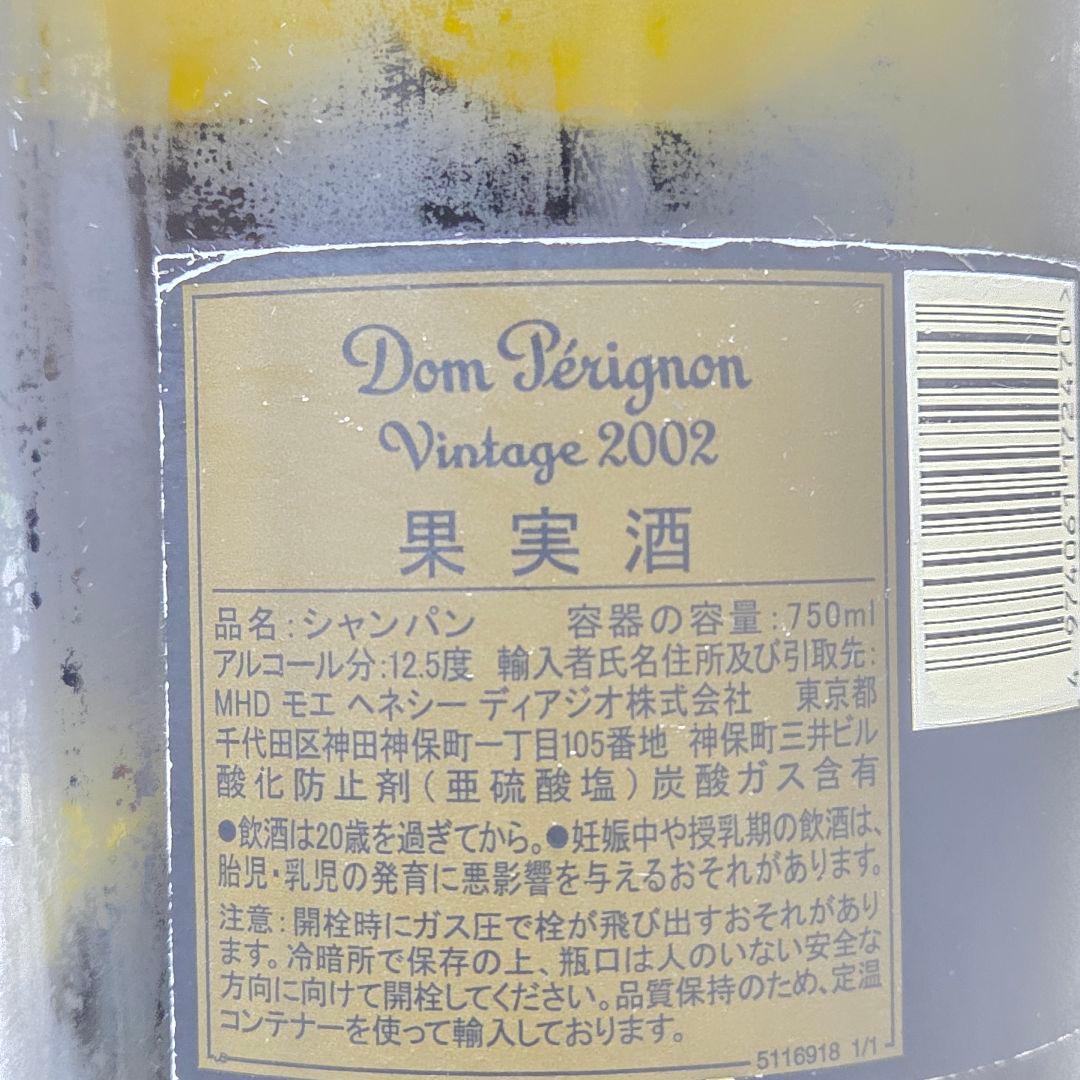 Dom Pérignon
Vintage 2002
果実酒
品名:シャンパン 容器の容量:750ml
アルコール分:12.5度 輸入者氏名住所及び引取先:
MHD モエ ヘネシー ディアジオ株式会社 東京都
千代田区神田神保町一丁目105番地 神保町三井ビル
酸化防止剤(亜硫酸塩)炭酸ガス含有
●飲酒は20歳を過ぎてから。●妊娠中や授乳期の飲酒は、
胎児・乳児の発育に悪影響を与えるおそれがあります。
注意:開栓時にガス圧で栓が飛び出すおそれがあり
ます。冷暗所で保存の上、瓶口は人のいない安全な
方向に向けて開栓してください。品質保持のため、定温
コンテナーを使って輸入しております。
5116918 1/1